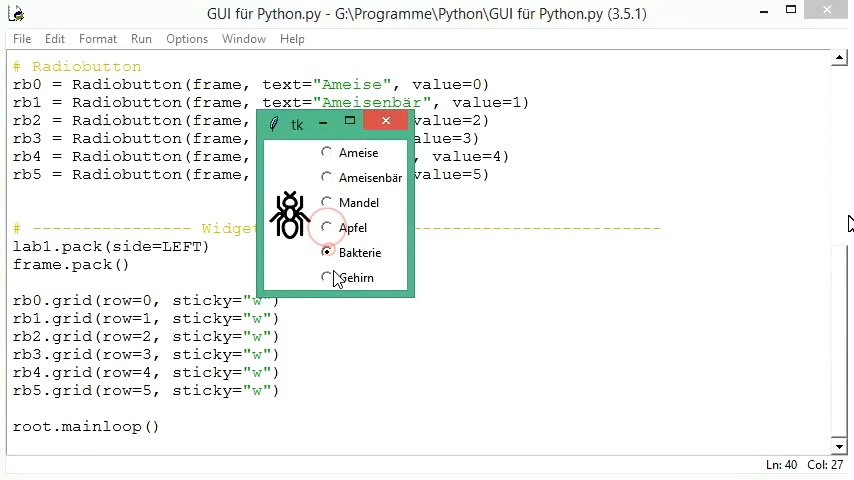 GUI für Python.py - G:\Programme\Python\GUI für Python.py (3.5.1)
File Edit Format Run Options Window Help
# Radiobutton
rb0 = Radiobutton(frame, text="Ameise", value=0)
rb1 = Radiobutton(frame, text="Ameisenbär", value=1)
rb2 = Radiobutton(frame, value=2)
rb3 = Radiobutton(frame, alue=3)
rb4 = Radiobutton(frame, , value=4)
rb5 = Radiobutton(frame, value=5)
tk
Ameise
Ameisenbär
Mandel
Apfel
Bakterie
Gehirn
# ---------------- Widget -------------------------
lab1.pack(side=LEFT)
frame.pack()
rb0.grid(row=0, sticky="w")
rb1.grid(row=1, sticky="w")
rb2.grid(row=2, sticky="w")
rb3.grid(row=3, sticky="w")
rb4.grid(row=4, sticky="w")
rb5.grid(row=5, sticky="w")
root.mainloop()
Ln: 40 Col: 27